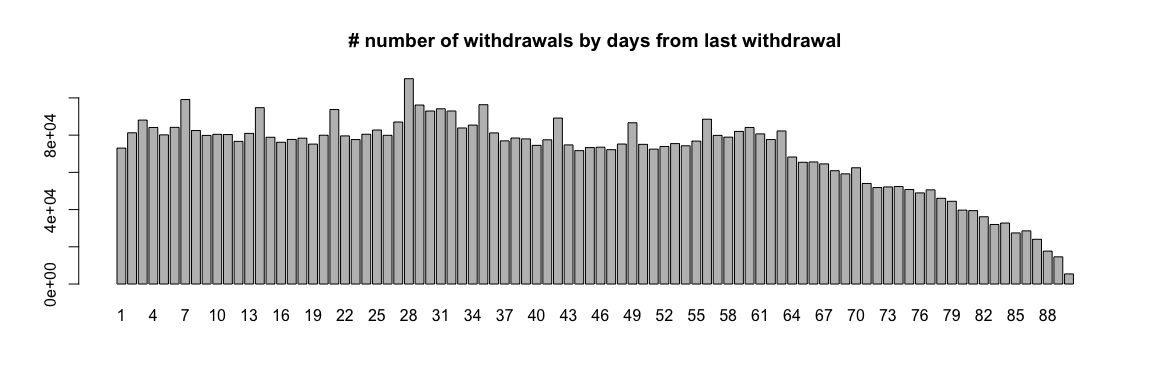 # number of withdrawals by days from last withdrawal
8e+04
4e+04
0e+00
1 4 7 10 13 16 19 22 25 28 31 34 37 40 43 46 49 52 55 58 61 64 67 70 73 76 79 82 85 88